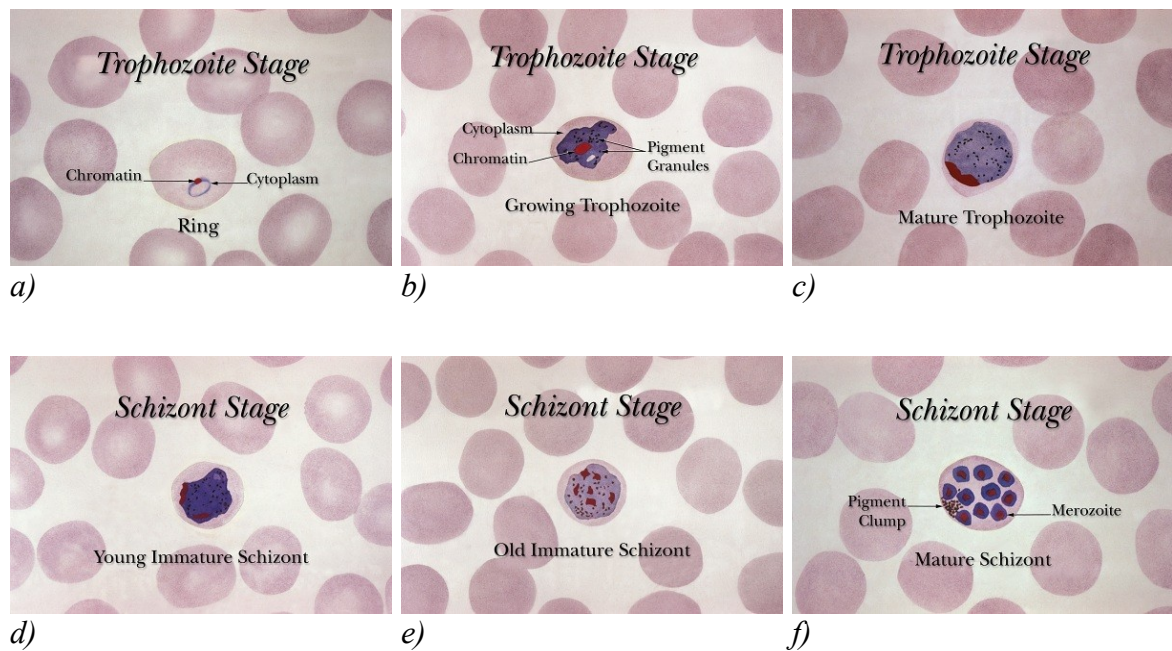 Trophozoite Stage
Chromatin
Cytoplasm
Ring
a)
Trophozoite Stage
Cytoplasm
Chromatin
Pigment
Granules
Growing Trophozoite
b)
Trophozoite Stage
Mature Trophozoite
c)
Schizont Stage
Young Immature Schizont
d)
Schizont Stage
Old Immature Schizont
e)
Schizont Stage
Pigment
Clump
Merozoite
Mature Schizont
f)